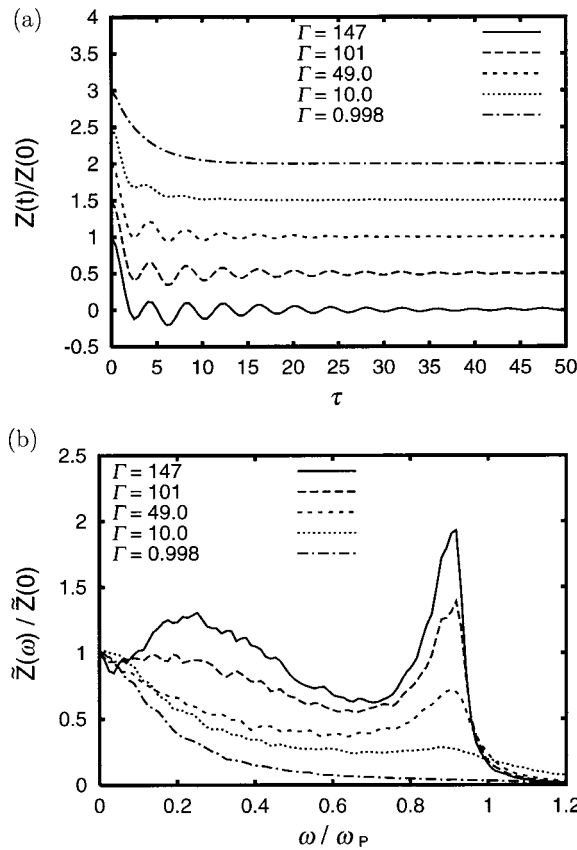 (a)
Γ = 147
Γ = 101
Γ = 49.0
Γ = 10.0
Γ = 0.998
Z(t)/Z(0)
4
3.5
3
2.5
2
1.5
1
0.5
0
-0.5
0 5 10 15 20 25 30 35 40 45 50
τ
(b)
Γ = 147
Γ = 101
Γ = 49.0
Γ = 10.0
Γ = 0.998
Z̃(ω) / Z̃(0)
2.5
2
1.5
1
0.5
0
0 0.2 0.4 0.6 0.8 1 1.2
ω / ωP